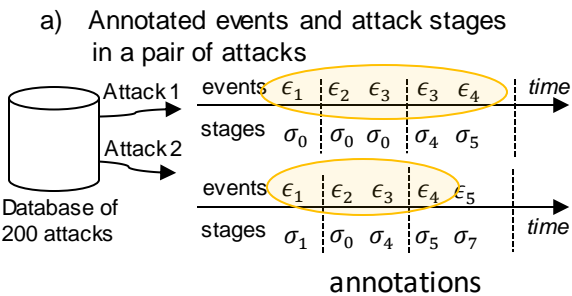 a) Annotated events and attack stages
in a pair of attacks
Attack 1
events ϵ₁ ϵ₂ ϵ₃ ϵ₃ ϵ₄ time
stages σ₀ σ₀ σ₀ σ₄ σ₅
Attack 2
events ϵ₁ ϵ₂ ϵ₃ ϵ₄ ϵ₅
stages σ₁ σ₀ σ₄ σ₅ σ₇ time
Database of
200 attacks
annotations